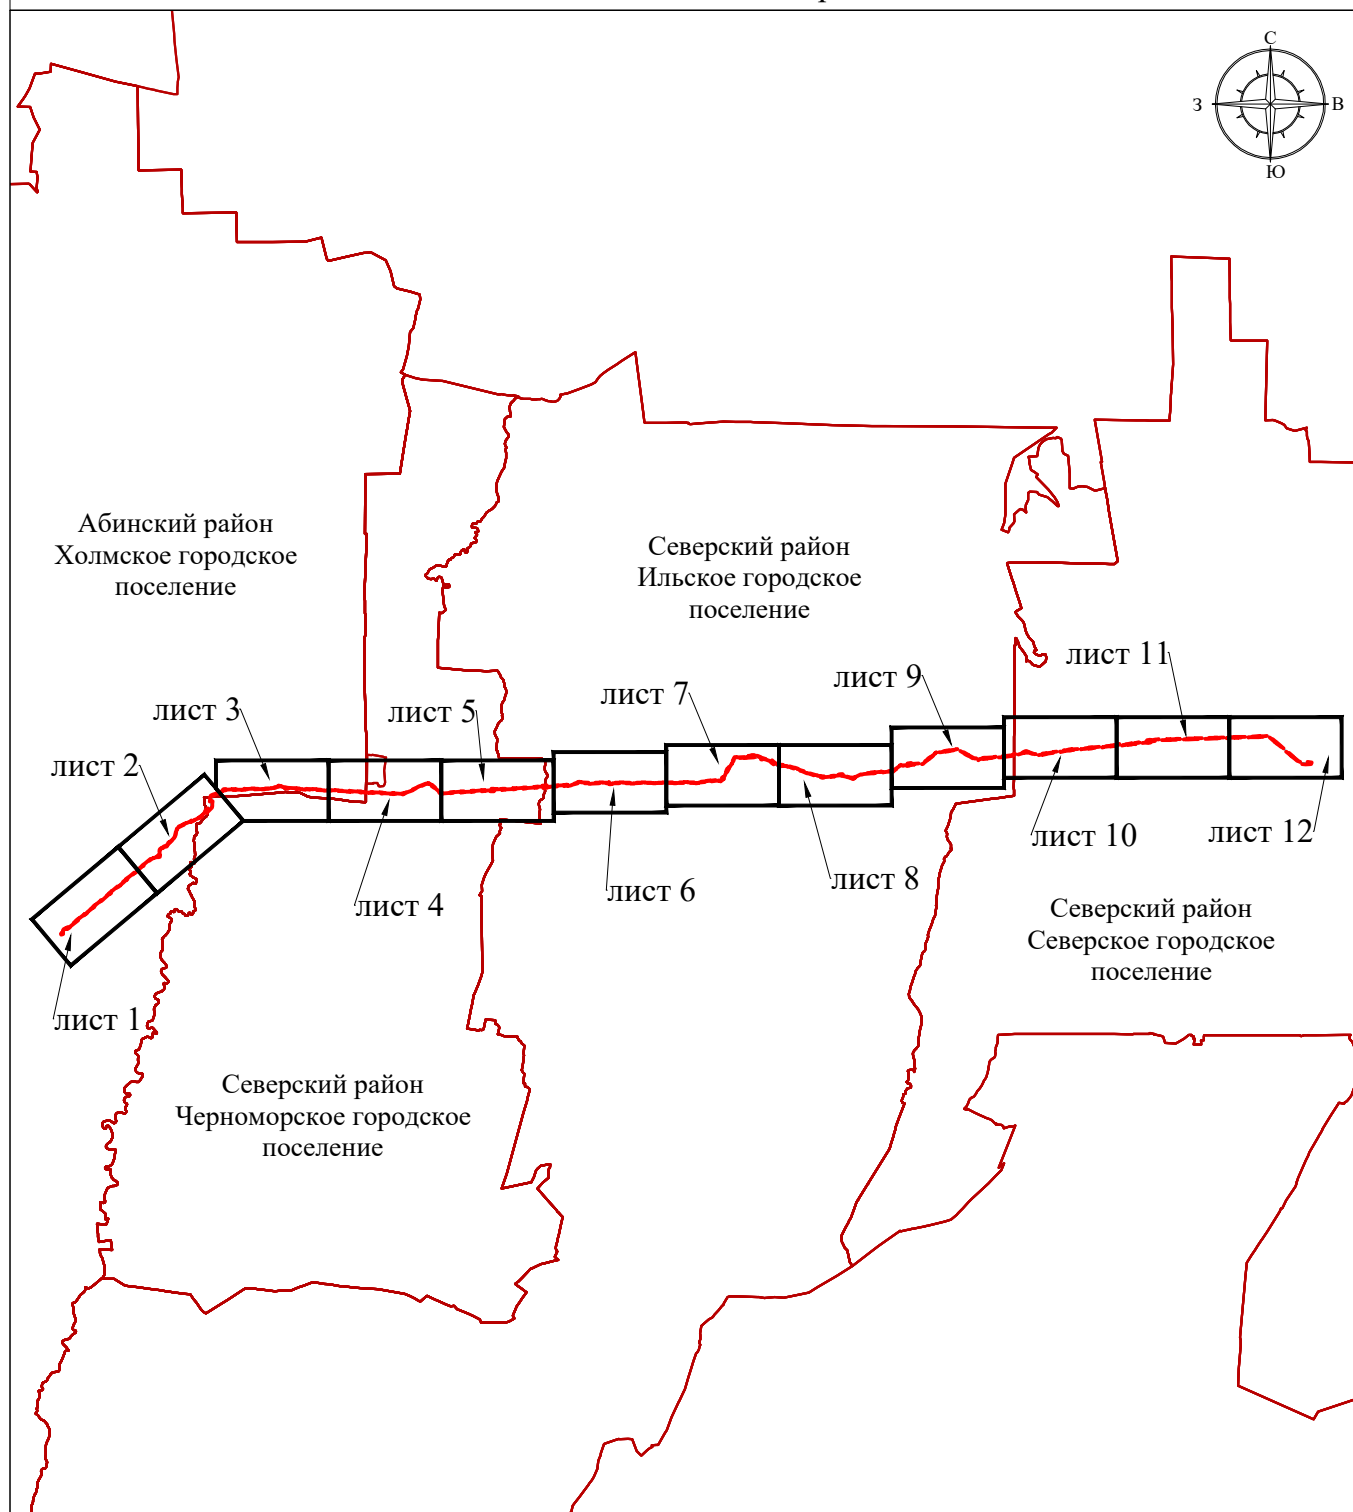 С
З
В
Ю
Абинский район
Холмское городское
поселение
Северский район
Ильское городское
поселение
лист 11
лист 9
лист 7
лист 3
лист 5
лист 2
лист 10
лист 12
лист 8
лист 6
лист 4
Северский район
Северское городское
поселение
лист 1
Северский район
Черноморское городское
поселение